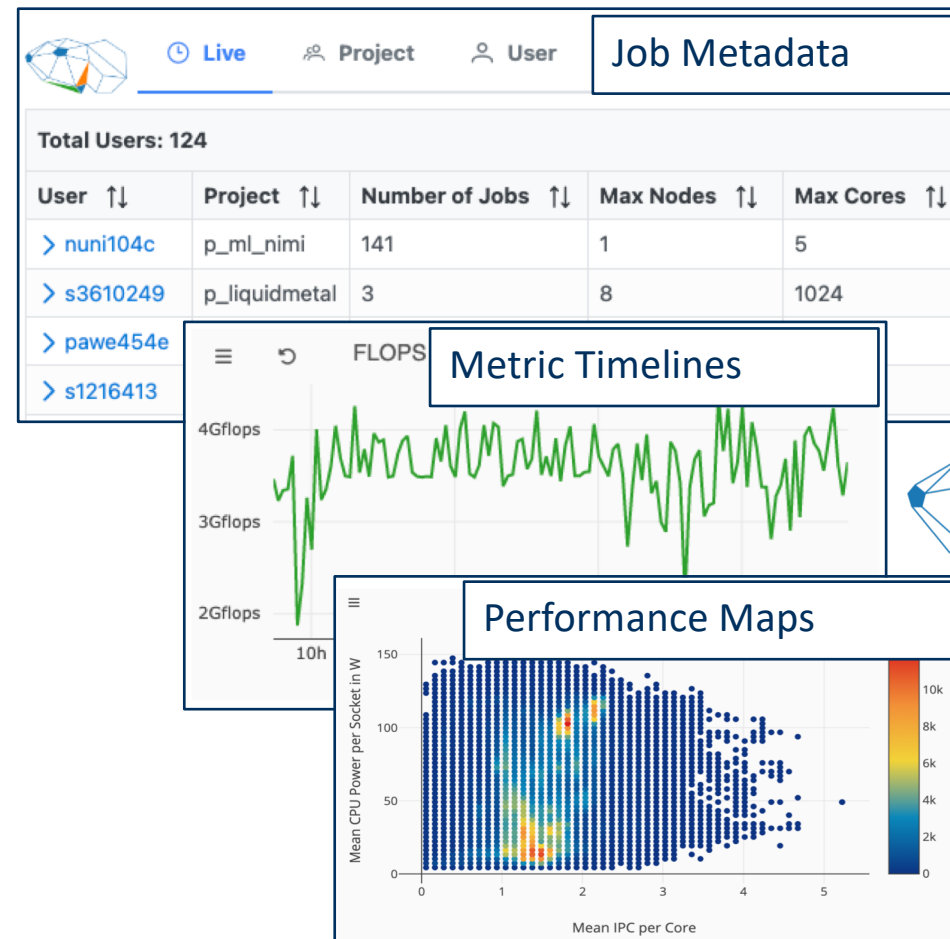 Live Project User Job Metadata
Total Users: 124
User Project Number of Jobs Max Nodes Max Cores
nuni104c p_ml_nimi 141 1 5
s3610249 p_liquidmetal 3 8 1024
pawe454e
s1216413
FLOPS Metric Timelines
4Gflops
3Gflops
2Gflops
10h
Performance Maps
Mean CPU Power per Socket in W
150
100
50
0
0 1 2 3 4 5
Mean IPC per Core
10k
8k
6k
4k
2k
0